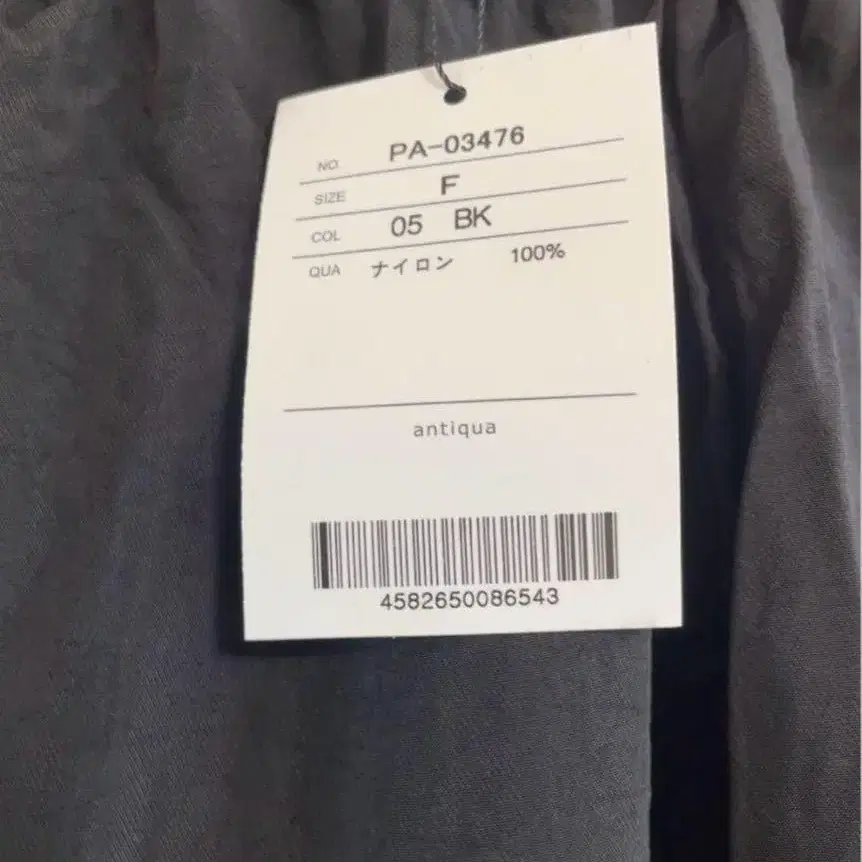 NO. PA-03476
SIZE F
COL 05 BK
QUA ナイロン 100%
antiqua
4582650086543